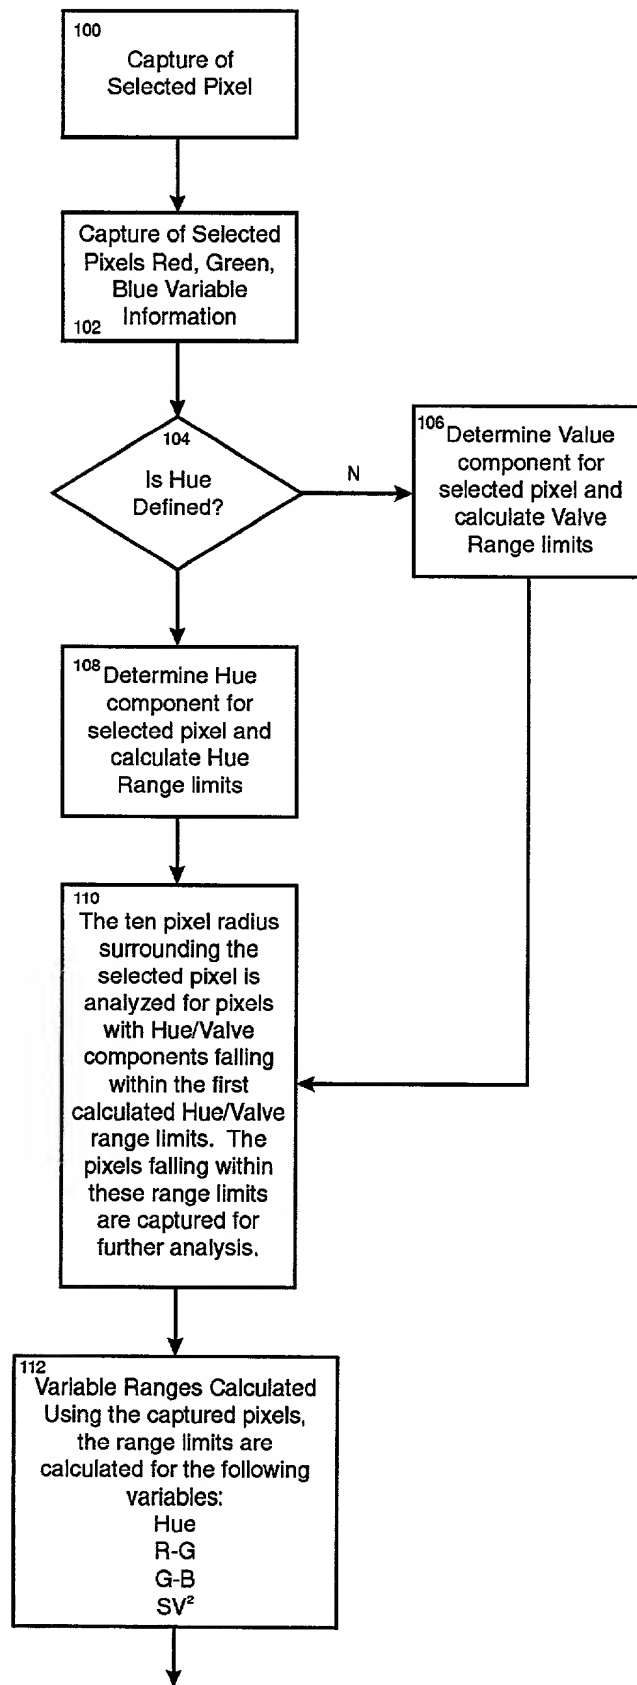 100
Capture of
Selected Pixel
Capture of Selected
Pixels Red, Green,
Blue Variable
Information
102
104
Is Hue
Defined?
N
106 Determine Value
component for
selected pixel and
calculate Valve
Range limits
108 Determine Hue
component for
selected pixel and
calculate Hue
Range limits
110
The ten pixel radius
surrounding the
selected pixel is
analyzed for pixels
with Hue/Valve
components falling
within the first
calculated Hue/Valve
range limits. The
pixels falling within
these range limits
are captured for
further analysis.
112
Variable Ranges Calculated
Using the captured pixels,
the range limits are
calculated for the following
variables:
Hue
R-G
G-B
SV²